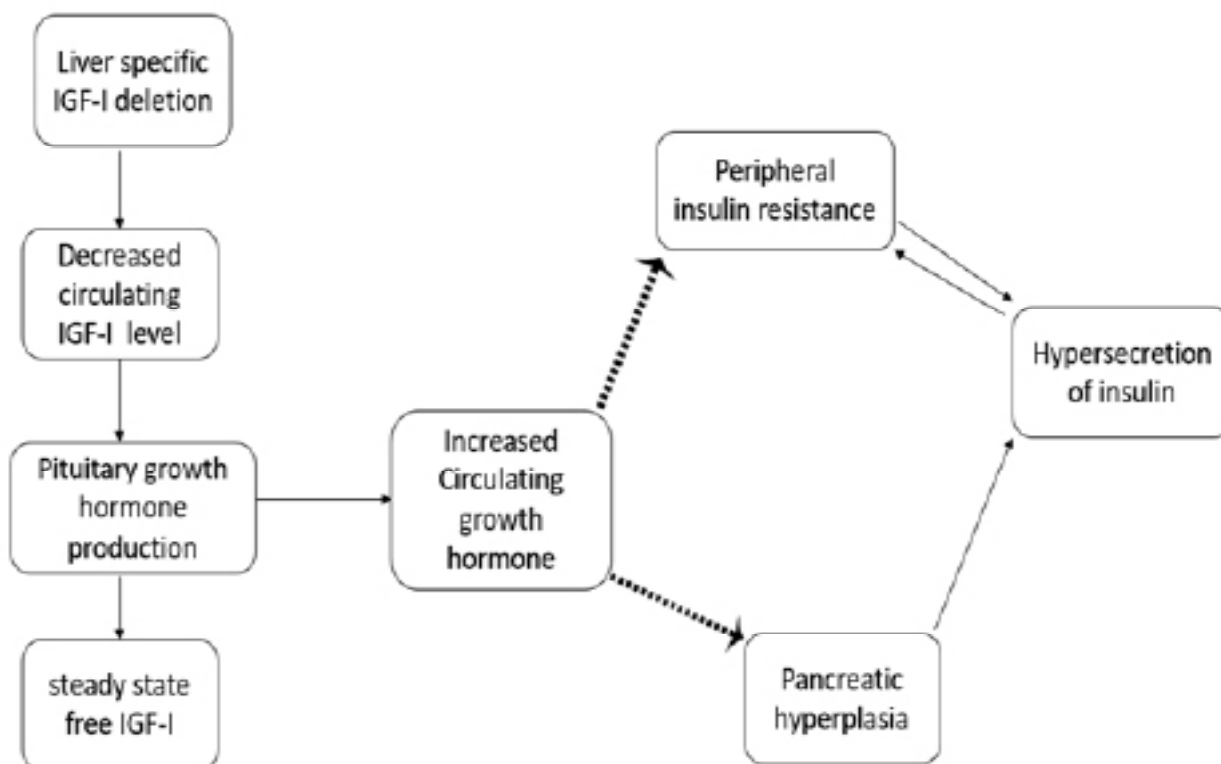 Liver specific
IGF-I deletion
Decreased
circulating
IGF-I level
Pituitary growth
hormone
production
steady state
free IGF-I
Increased
Circulating
growth
hormone
Peripheral
insulin resistance
Hypersecretion
of insulin
Pancreatic
hyperplasia